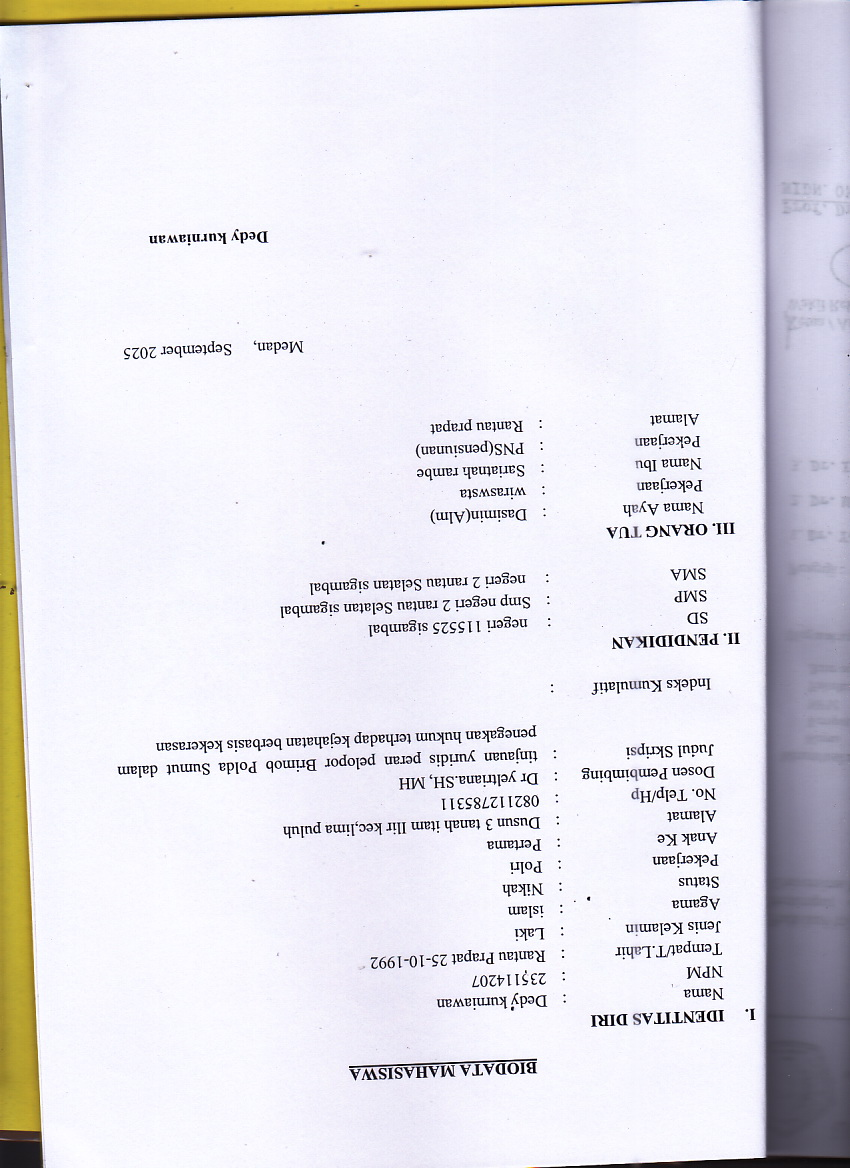 BIODATA MAHASISWA
I. IDENTITAS DIRI
Nama : Dedy kurniawan
NPM : 235114207
Tempat/T.Lahir : Rantau Prapat 25-10-1992
Jenis Kelamin : Laki
Agama : islam
Status : Nikah
Pekerjaan : Polri
Anak Ke : Pertama
Alamat : Dusun 3 tanah itam Ilir kec,lima puluh
No. Telp/Hp : 082112785311
Dosen Pembimbing : Dr yeltriana.SH, MH
Judul Skripsi : tinjauan yuridis peran pelopor Brimob Polda Sumut dalam
penegakan hukum terhadap kejahatan berbasis kekerasan
Indeks Kumulatif :
II. PENDIDIKAN
SD : negeri 115525 sigambal
SMP : Smp negeri 2 rantau Selatan sigambal
SMA : negeri 2 rantau Selatan sigambal
III. ORANG TUA
Nama Ayah : Dasimin(Alm)
Pekerjaan : wiraswsta
Nama Ibu : Sariatnah rambe
Pekerjaan : PNS(pensiunan)
Alamat : Rantau prapat
Medan, September 2025
Dedy kurniawan